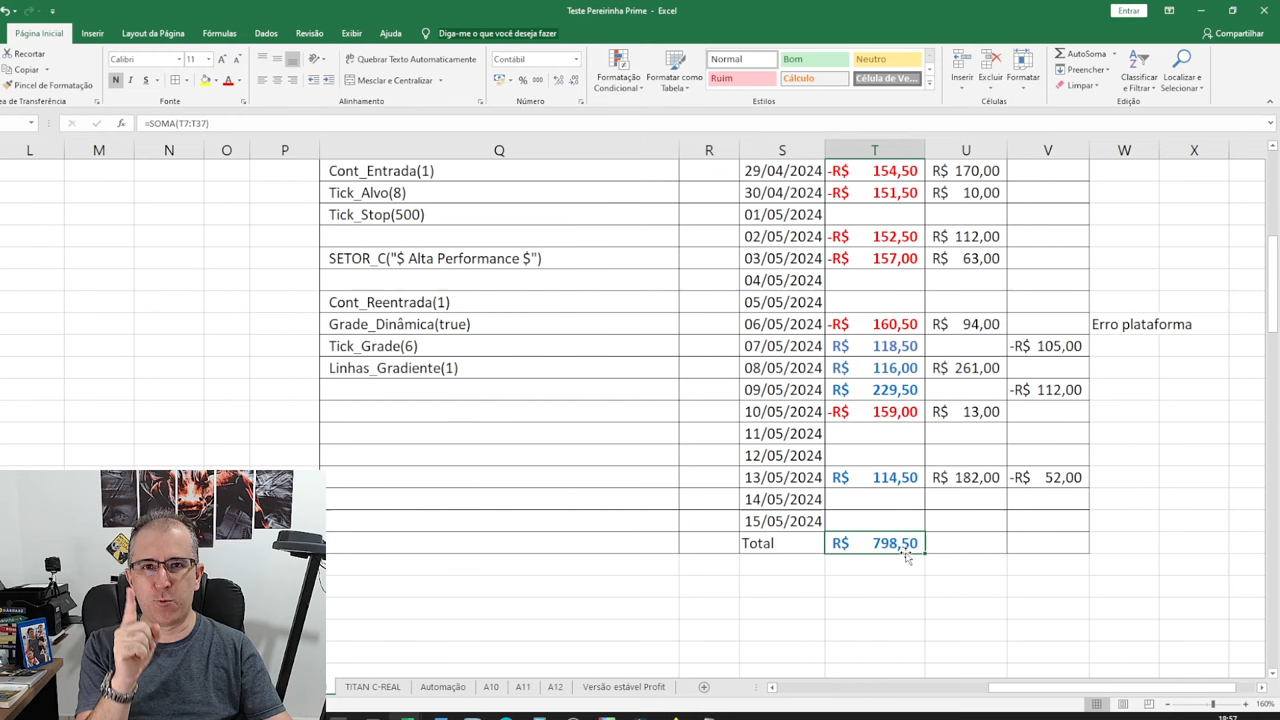 Teste Pereirinha Prime - Excel
Entrar
Página Inicial Inserir Layout da Página Fórmulas Dados Revisão Exibir Ajuda Diga-me o que você deseja fazer Compartilhar
Recortar
Copiar
Pincel de Formatação
a de Transferência
Calibri 11
N I S
Fonte
Quebrar Texto Automaticamente
Mesclar e Centralizar
Alinhamento
Contábil
% 000
Número
Formatação Condicional
Formatar como Tabela
Normal Bom Neutro
Ruim Cálculo Célula de Ve...
Estilos
Inserir Excluir Formatar
Células
AutoSoma
Preencher
Limpar
Classificar e Filtrar
Localizar e Selecionar
Edição
fx =SOMA(T7:T37)
L M N O P Q R S T U V W X
Cont_Entrada(1) 29/04/2024 -R$ 154,50 R$ 170,00
Tick_Alvo(8) 30/04/2024 -R$ 151,50 R$ 10,00
Tick_Stop(500) 01/05/2024
02/05/2024 -R$ 152,50 R$ 112,00
SETOR_C("$ Alta Performance $") 03/05/2024 -R$ 157,00 R$ 63,00
04/05/2024
Cont_Reentrada(1) 05/05/2024
Grade_Dinâmica(true) 06/05/2024 -R$ 160,50 R$ 94,00 Erro plataforma
Tick_Grade(6) 07/05/2024 R$ 118,50 -R$ 105,00
Linhas_Gradiente(1) 08/05/2024 R$ 116,00 R$ 261,00
09/05/2024 R$ 229,50 -R$ 112,00
10/05/2024 -R$ 159,00 R$ 13,00
11/05/2024
12/05/2024
13/05/2024 R$ 114,50 R$ 182,00 -R$ 52,00
14/05/2024
15/05/2024
Total R$ 798,50
TITAN C-REAL Automação A10 A11 A12 Versão estável Profit
160%
18:57